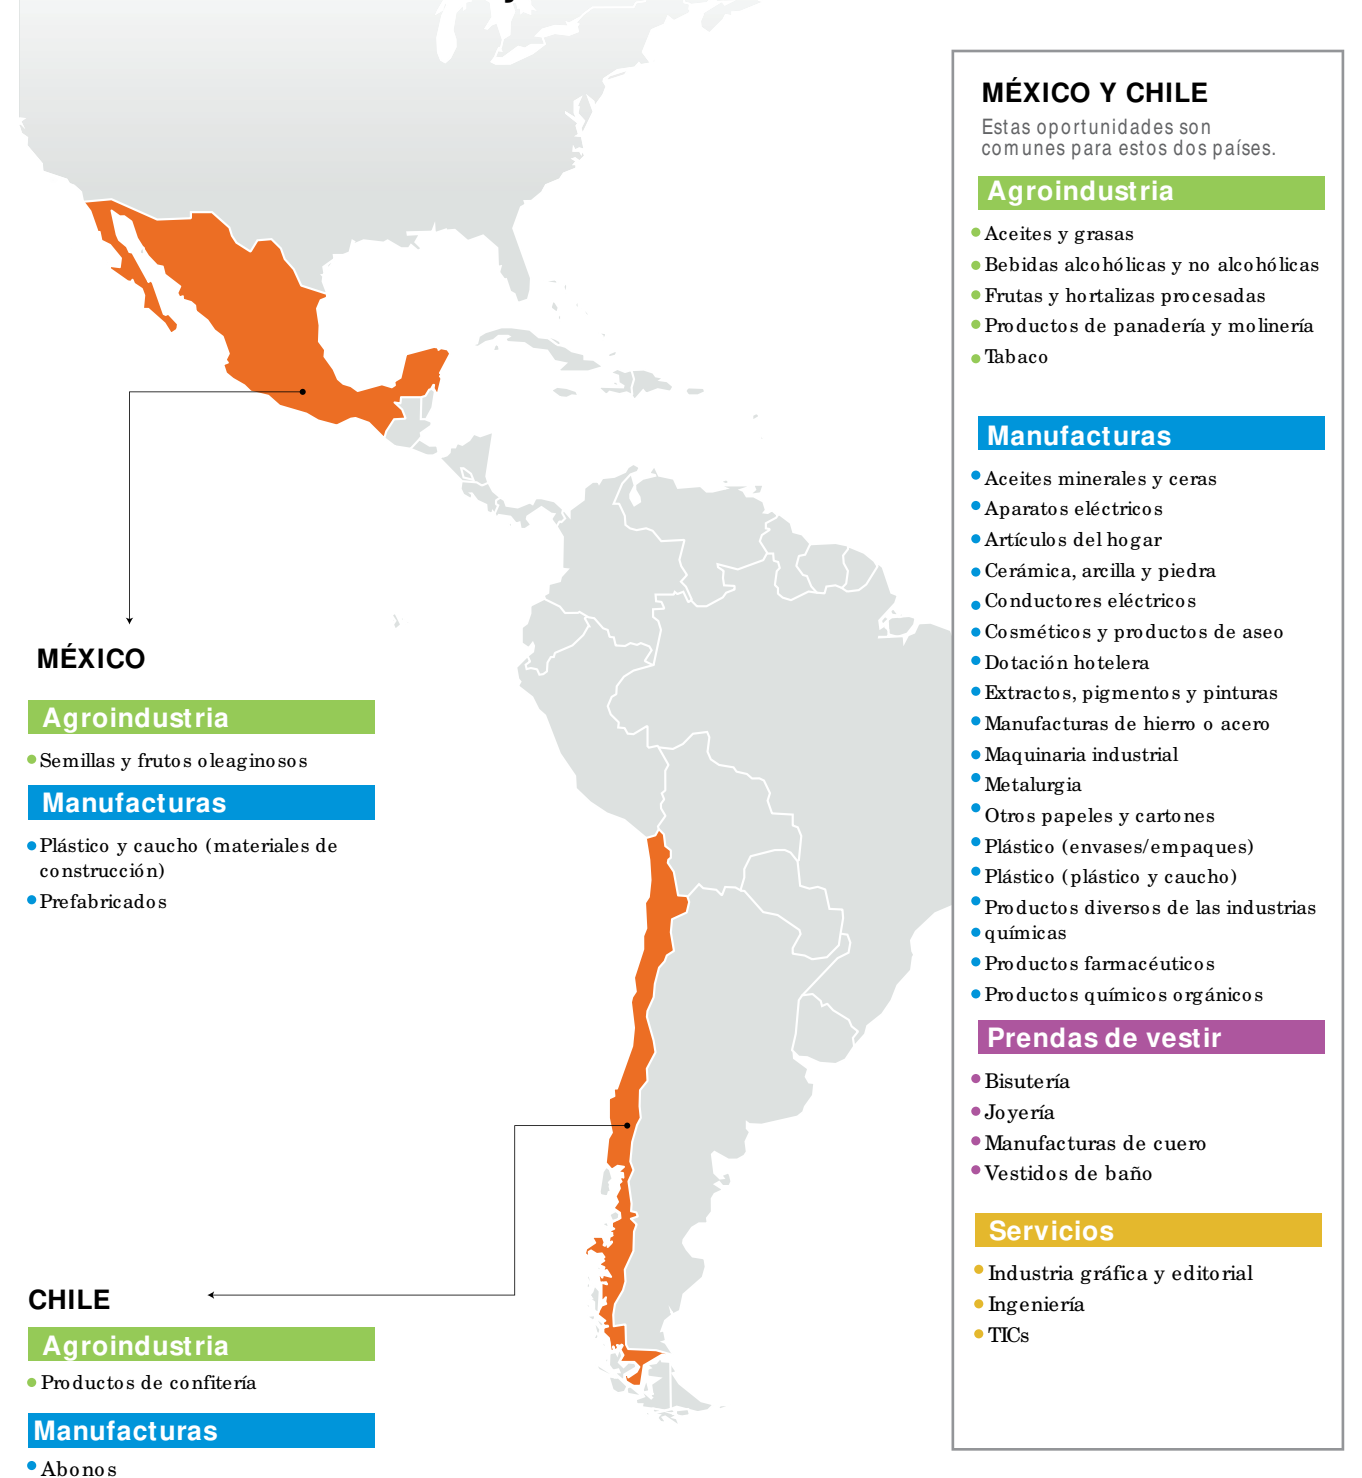 MÉXICO
Agroindustria
Semillas y frutos oleaginosos
Manufacturas
Plástico y caucho (materiales de
construcción)
Prefabricados
CHILE
Agroindustria
Productos de confitería
Manufacturas
Abonos
MÉXICO Y CHILE
Estas oportunidades son
comunes para estos dos países.
Agroindustria
Aceites y grasas
Bebidas alcohólicas y no alcohólicas
Frutas y hortalizas procesadas
Productos de panadería y molinería
Tabaco
Manufacturas
Aceites minerales y ceras
Aparatos eléctricos
Artículos del hogar
Cerámica, arcilla y piedra
Conductores eléctricos
Cosméticos y productos de aseo
Dotación hotelera
Extractos, pigmentos y pinturas
Manufacturas de hierro o acero
Maquinaria industrial
Metalurgia
Otros papeles y cartones
Plástico (envases/empaques)
Plástico (plástico y caucho)
Productos diversos de las industrias
químicas
Productos farmacéuticos
Productos químicos orgánicos
Prendas de vestir
Bisutería
Joyería
Manufacturas de cuero
Vestidos de baño
Servicios
Industria gráfica y editorial
Ingeniería
TICs